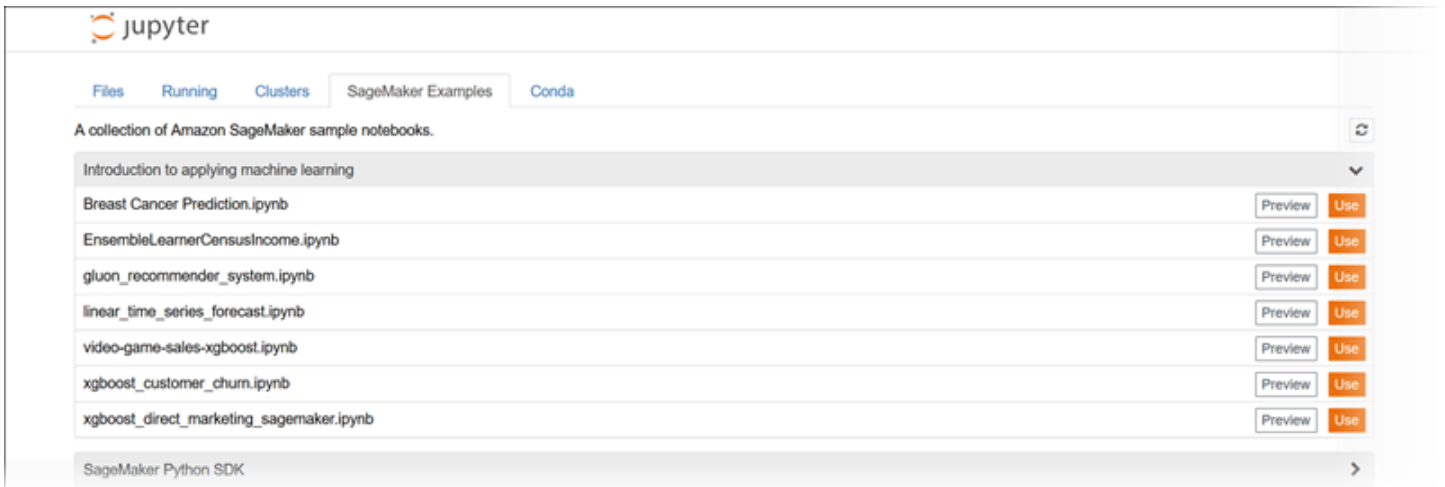 jupyter
Files Running Clusters SageMaker Examples Conda
A collection of Amazon SageMaker sample notebooks.
Introduction to applying machine learning
Breast Cancer Prediction.ipynb Preview Use
EnsembleLearnerCensusIncome.ipynb Preview Use
gluon_recommender_system.ipynb Preview Use
linear_time_series_forecast.ipynb Preview Use
video-game-sales-xgboost.ipynb Preview Use
xgboost_customer_churn.ipynb Preview Use
xgboost_direct_marketing_sagemaker.ipynb Preview Use
SageMaker Python SDK